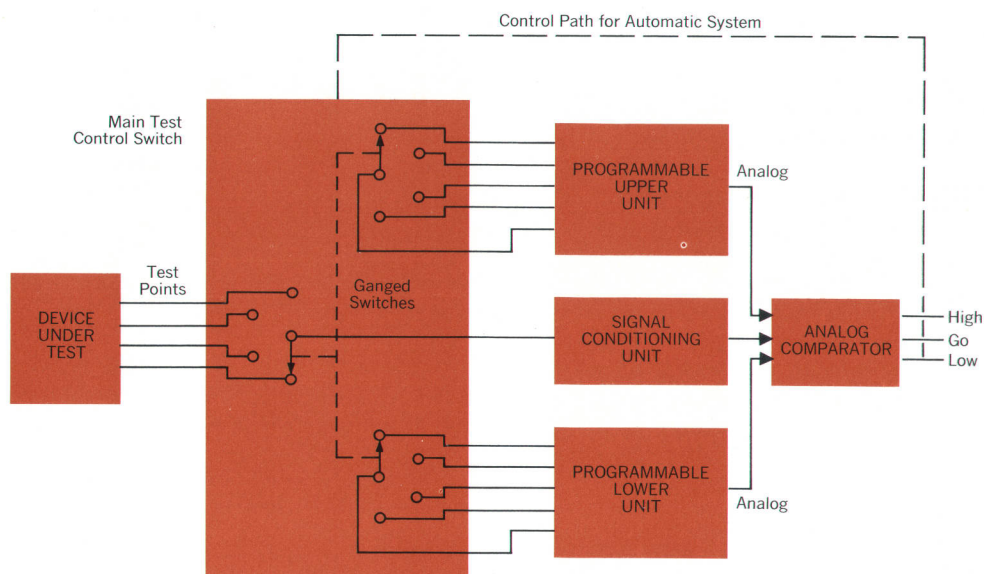 Control Path for Automatic System
Main Test
Control Switch
PROGRAMMABLE
UPPER
UNIT
Analog
Test
Points
Ganged
Switches
DEVICE
UNDER
TEST
SIGNAL
CONDITIONING
UNIT
ANALOG
COMPARATOR
High
Go
Low
PROGRAMMABLE
LOWER
UNIT
Analog